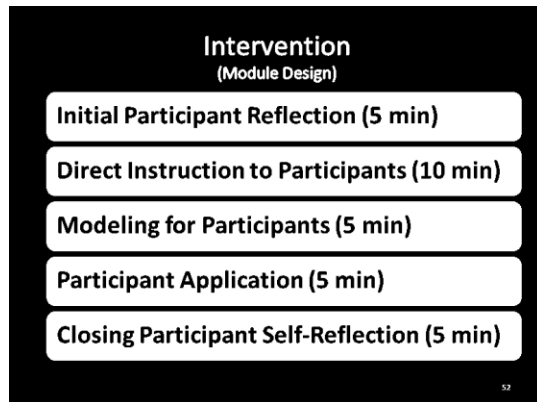 Intervention
(Module Design)
Initial Participant Reflection (5 min)
Direct Instruction to Participants (10 min)
Modeling for Participants (5 min)
Participant Application (5 min)
Closing Participant Self-Reflection (5 min)
52